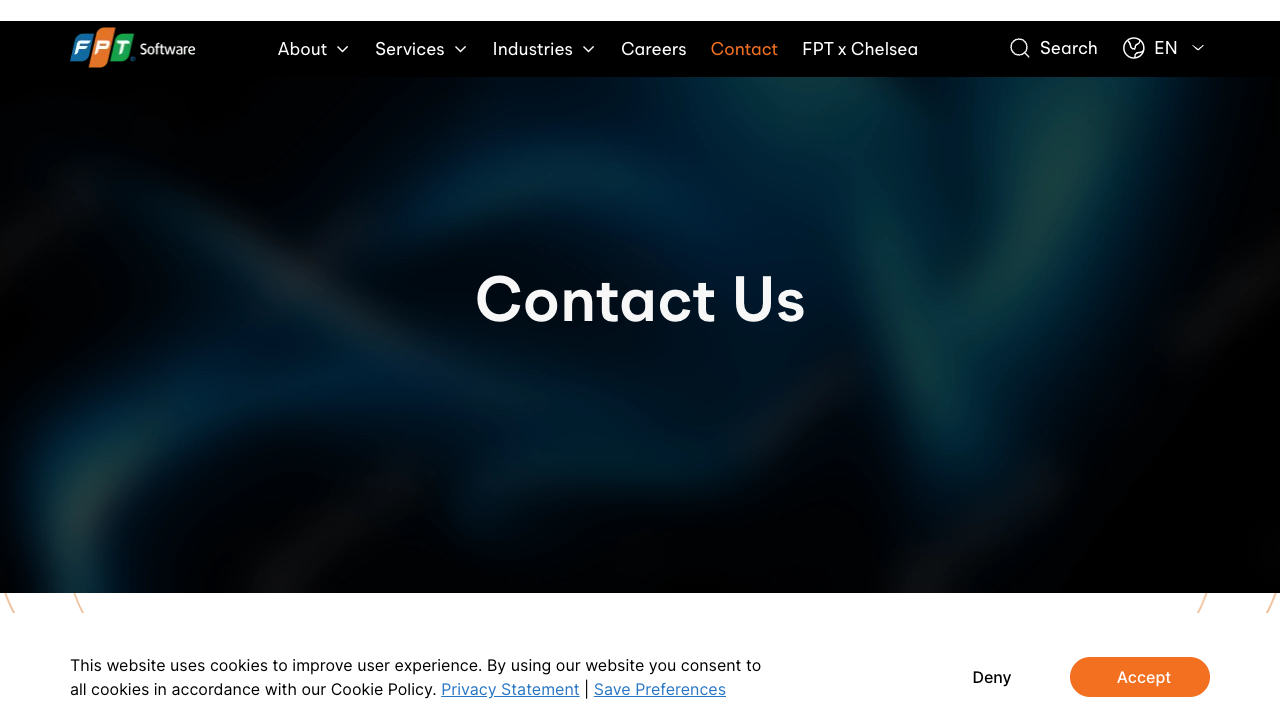 FPT Software
About
Services
Industries
Careers
Contact
FPT x Chelsea
Search
EN
Contact Us
This website uses cookies to improve user experience. By using our website you consent to
all cookies in accordance with our Cookie Policy. Privacy Statement | Save Preferences
Deny
Accept